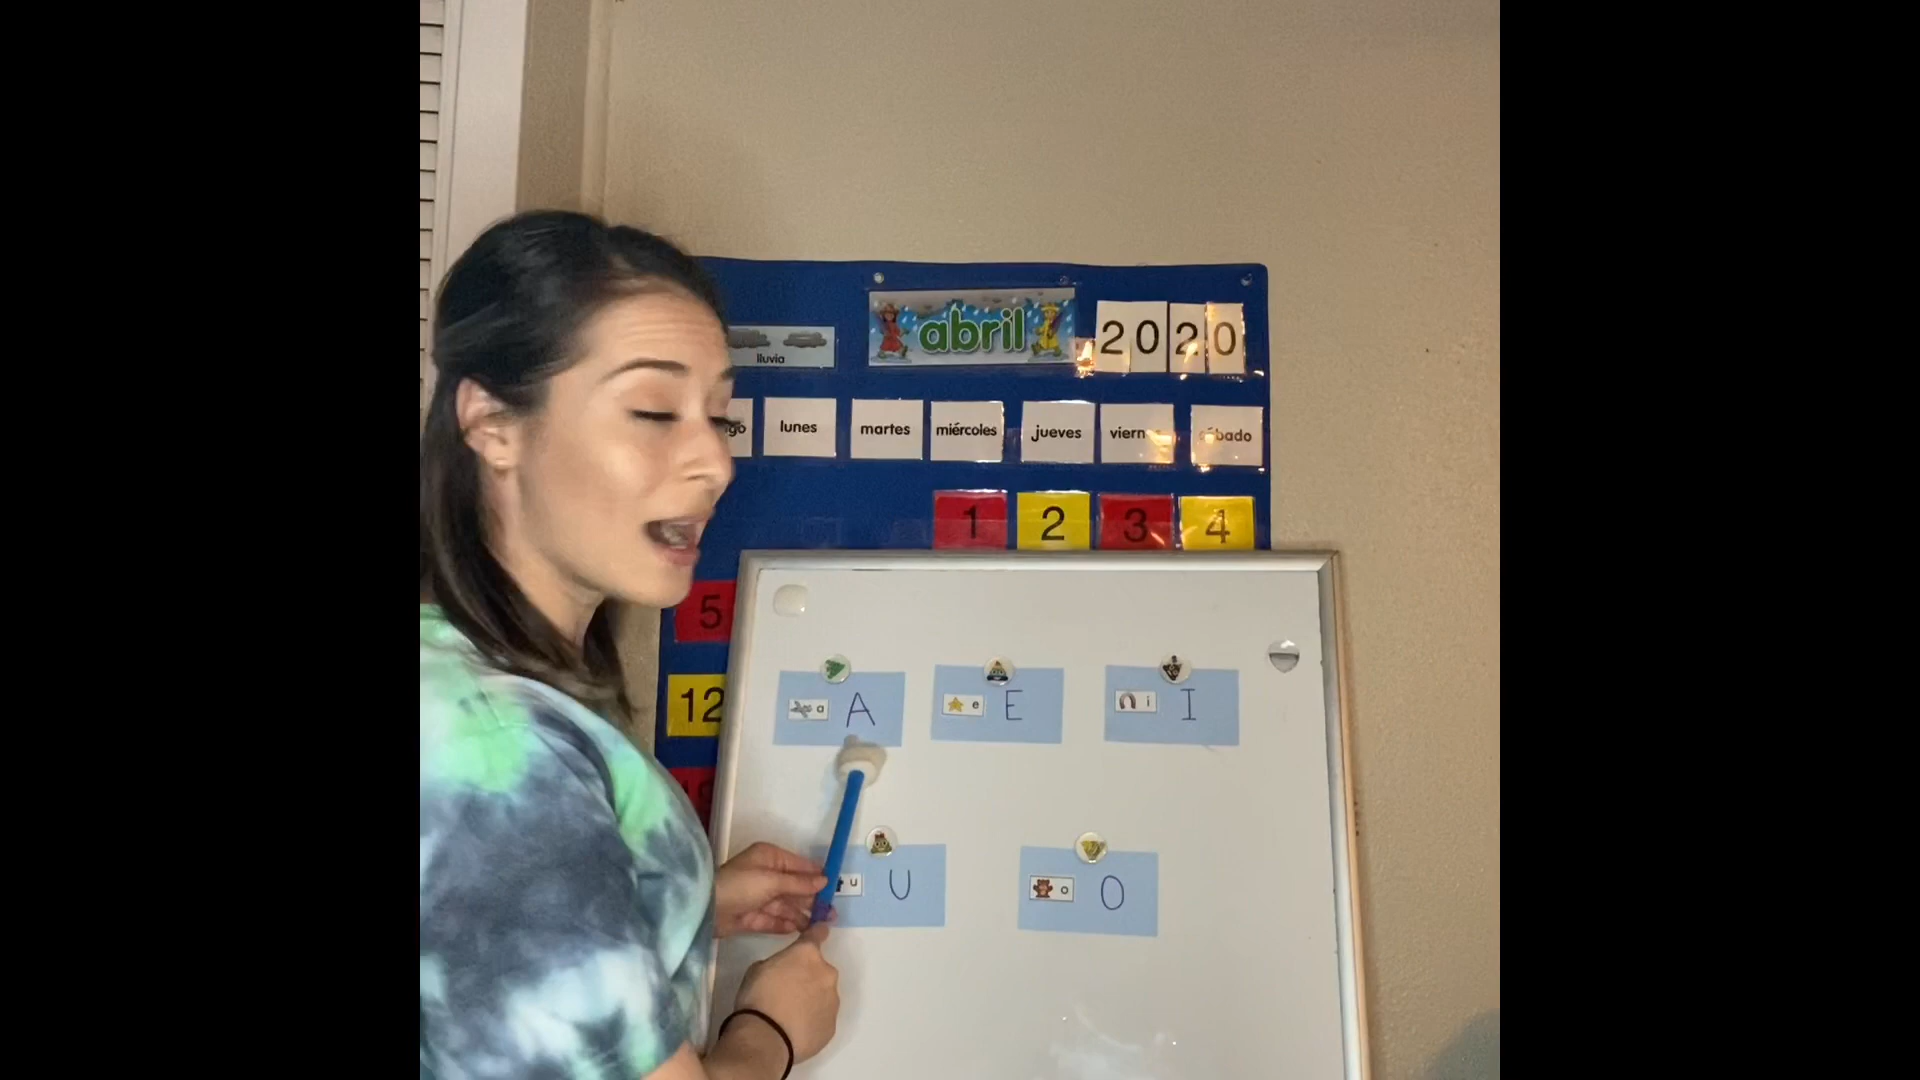 abril 2020
lluvia
lunes martes miércoles jueves
1 2 3 4
5
12
a A e E i I
u U o O